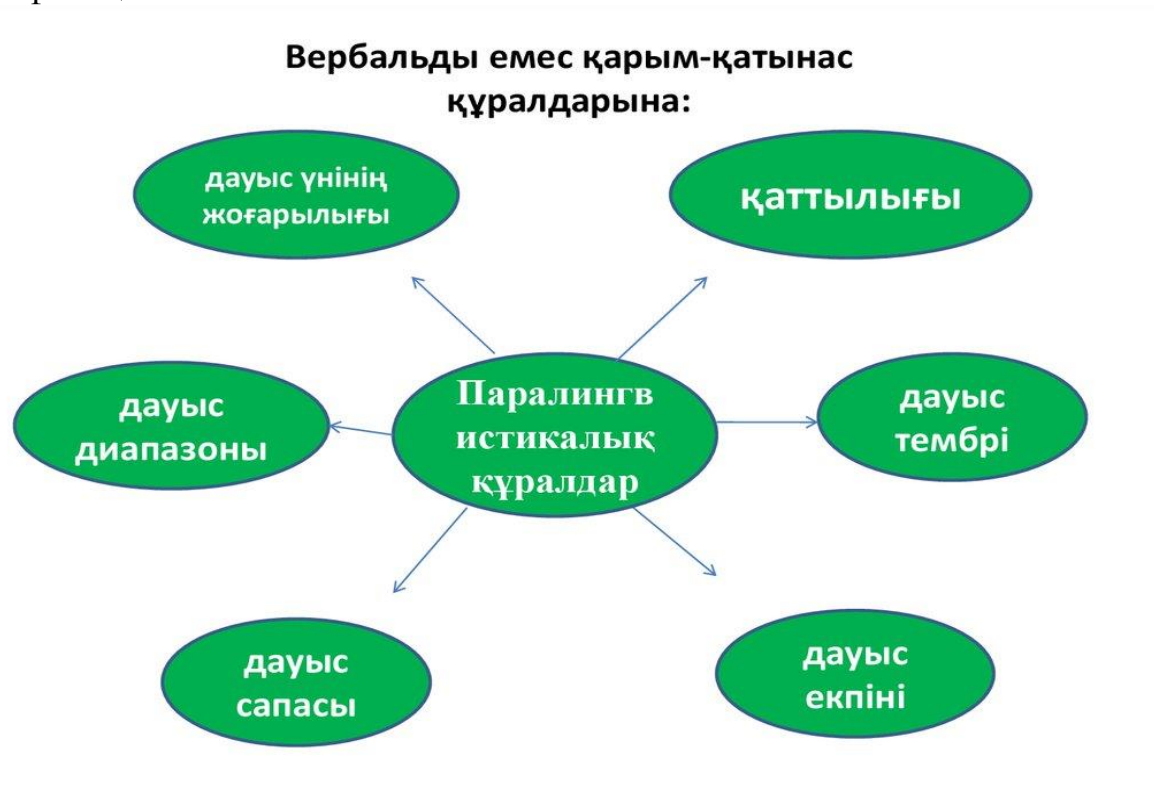 Вербальды емес қарым-қатынас
құралдарына:
дауыс үнінің
жоғарылығы
қаттылығы
дауыс
диапазоны
Паралингв
истикалық
құралдар
дауыс
тембрі
дауыс
сапасы
дауыс
екпіні